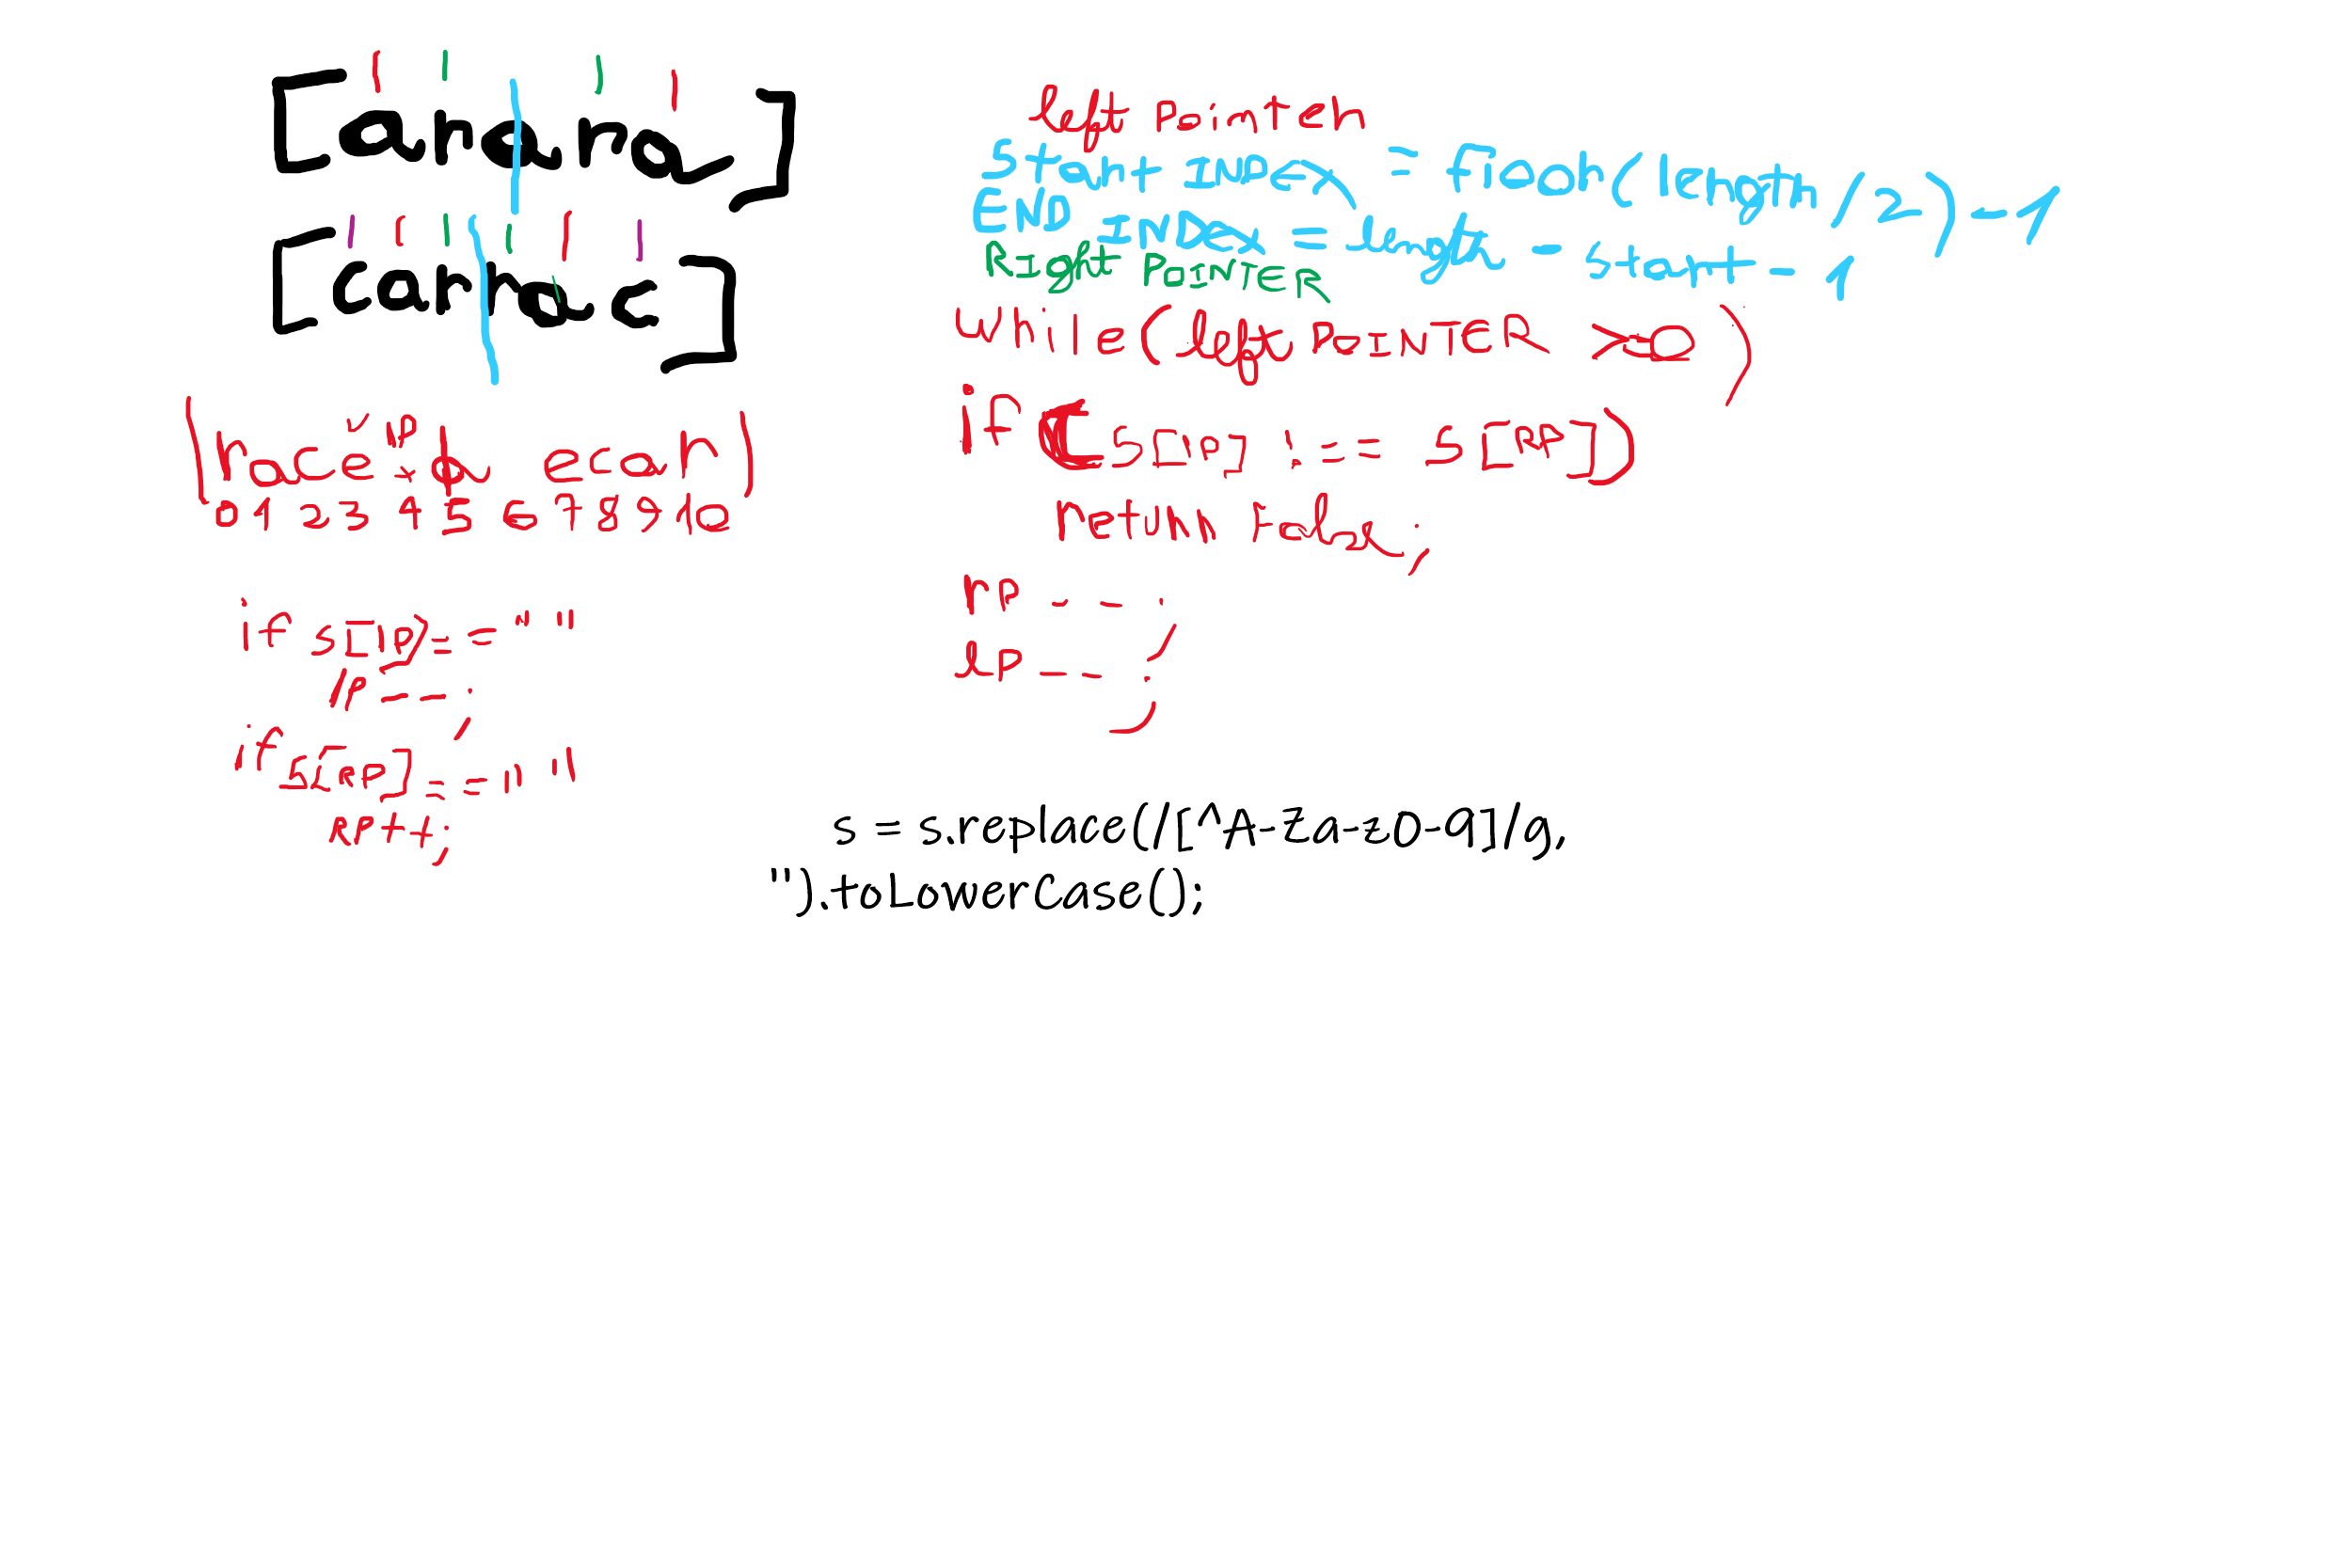 [anana]
[carrac]
race a ecar
0 1 2 3 4 5 6 7 8 9 10
if s[lp] == " "
lp--;
if s[RP] == " "
RP++;
left pointer
Start INDex = floor(length/2)-1
END INDex = length - start - 1
Right PoiNTER
while(left PoiNTER >=0)
if (s[lp] !== s[RP])
return False;
rp--;
lp--;
s = s.replace(/[^A-Za-z0-9]/g,
'').toLowerCase();